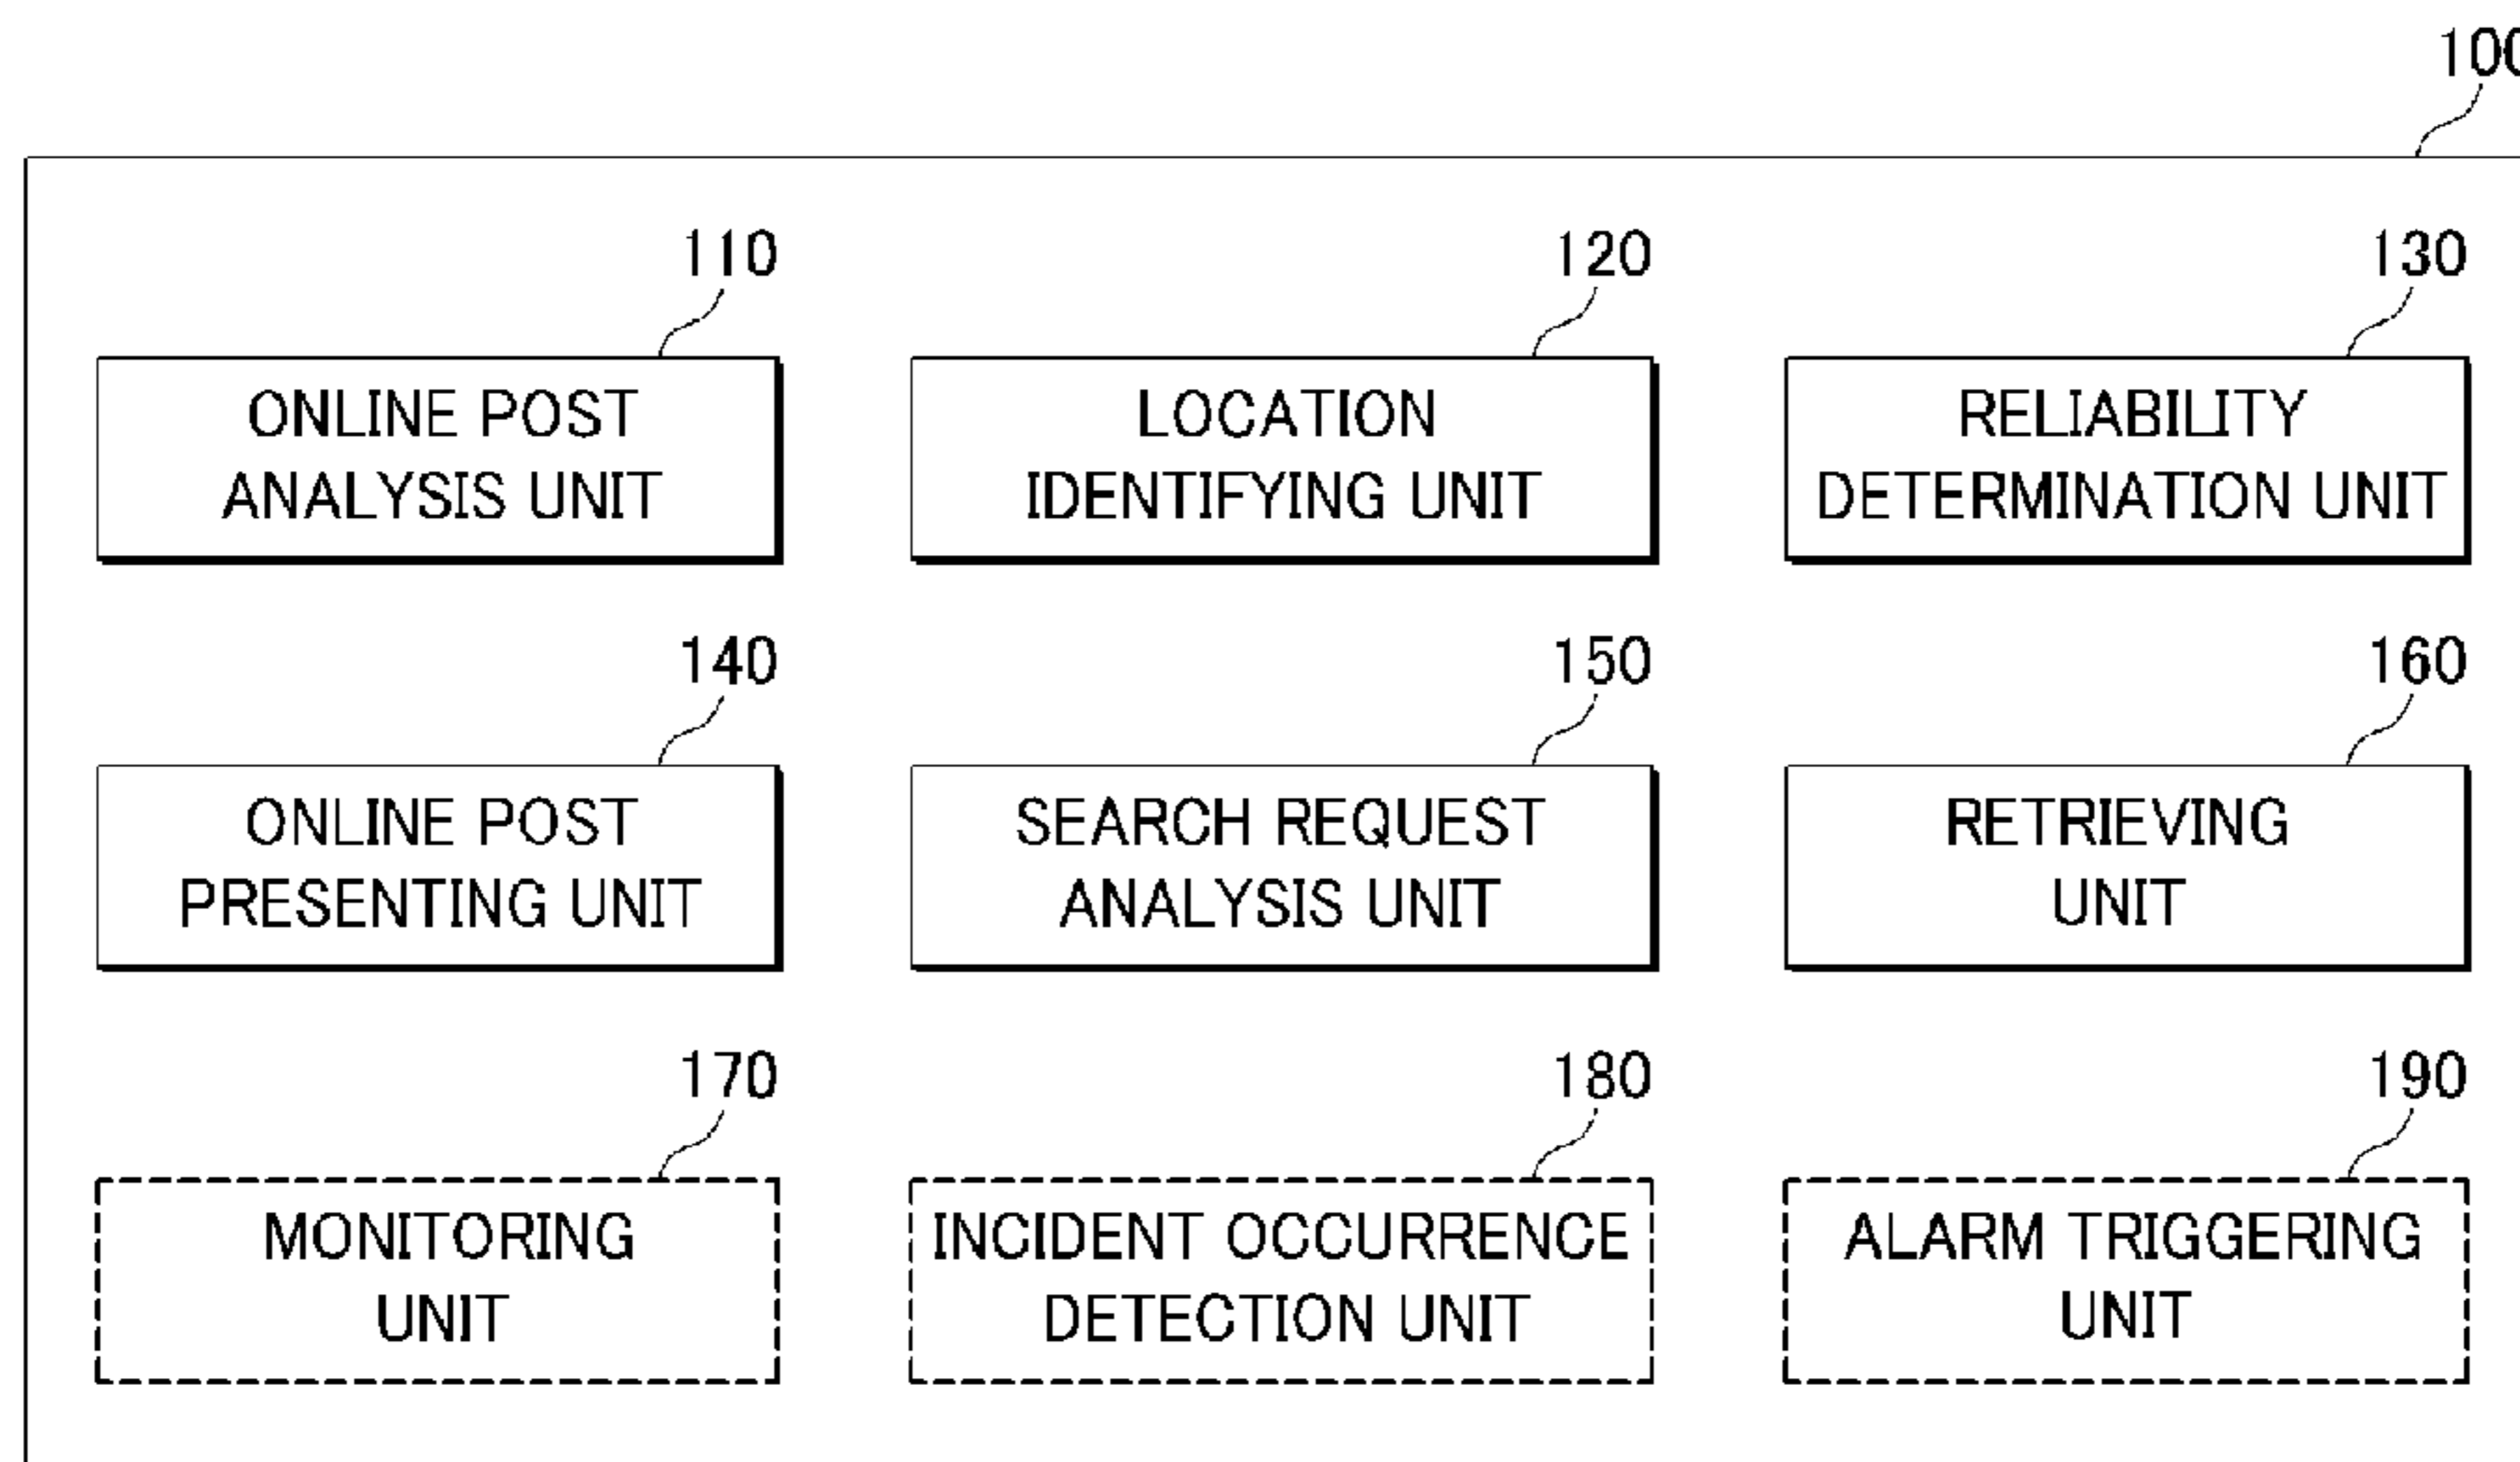 100
110
120
130
ONLINE POST
ANALYSIS UNIT
LOCATION
IDENTIFYING UNIT
RELIABILITY
DETERMINATION UNIT
140
150
160
ONLINE POST
PRESENTING UNIT
SEARCH REQUEST
ANALYSIS UNIT
RETRIEVING
UNIT
170
180
190
MONITORING
UNIT
INCIDENT OCCURRENCE
DETECTION UNIT
ALARM TRIGGERING
UNIT